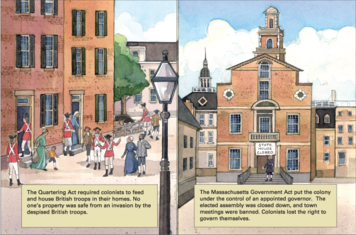 STATE
HOUSE
CLOSED
The Quartering Act required colonists to feed
and house British troops in their homes. No
one's property was safe from an invasion by the
despised British troops.
The Massachusetts Government Act put the colony
under the control of an appointed governor. The
elected assembly was closed down, and town
meetings were banned. Colonists lost the right to
govern themselves.